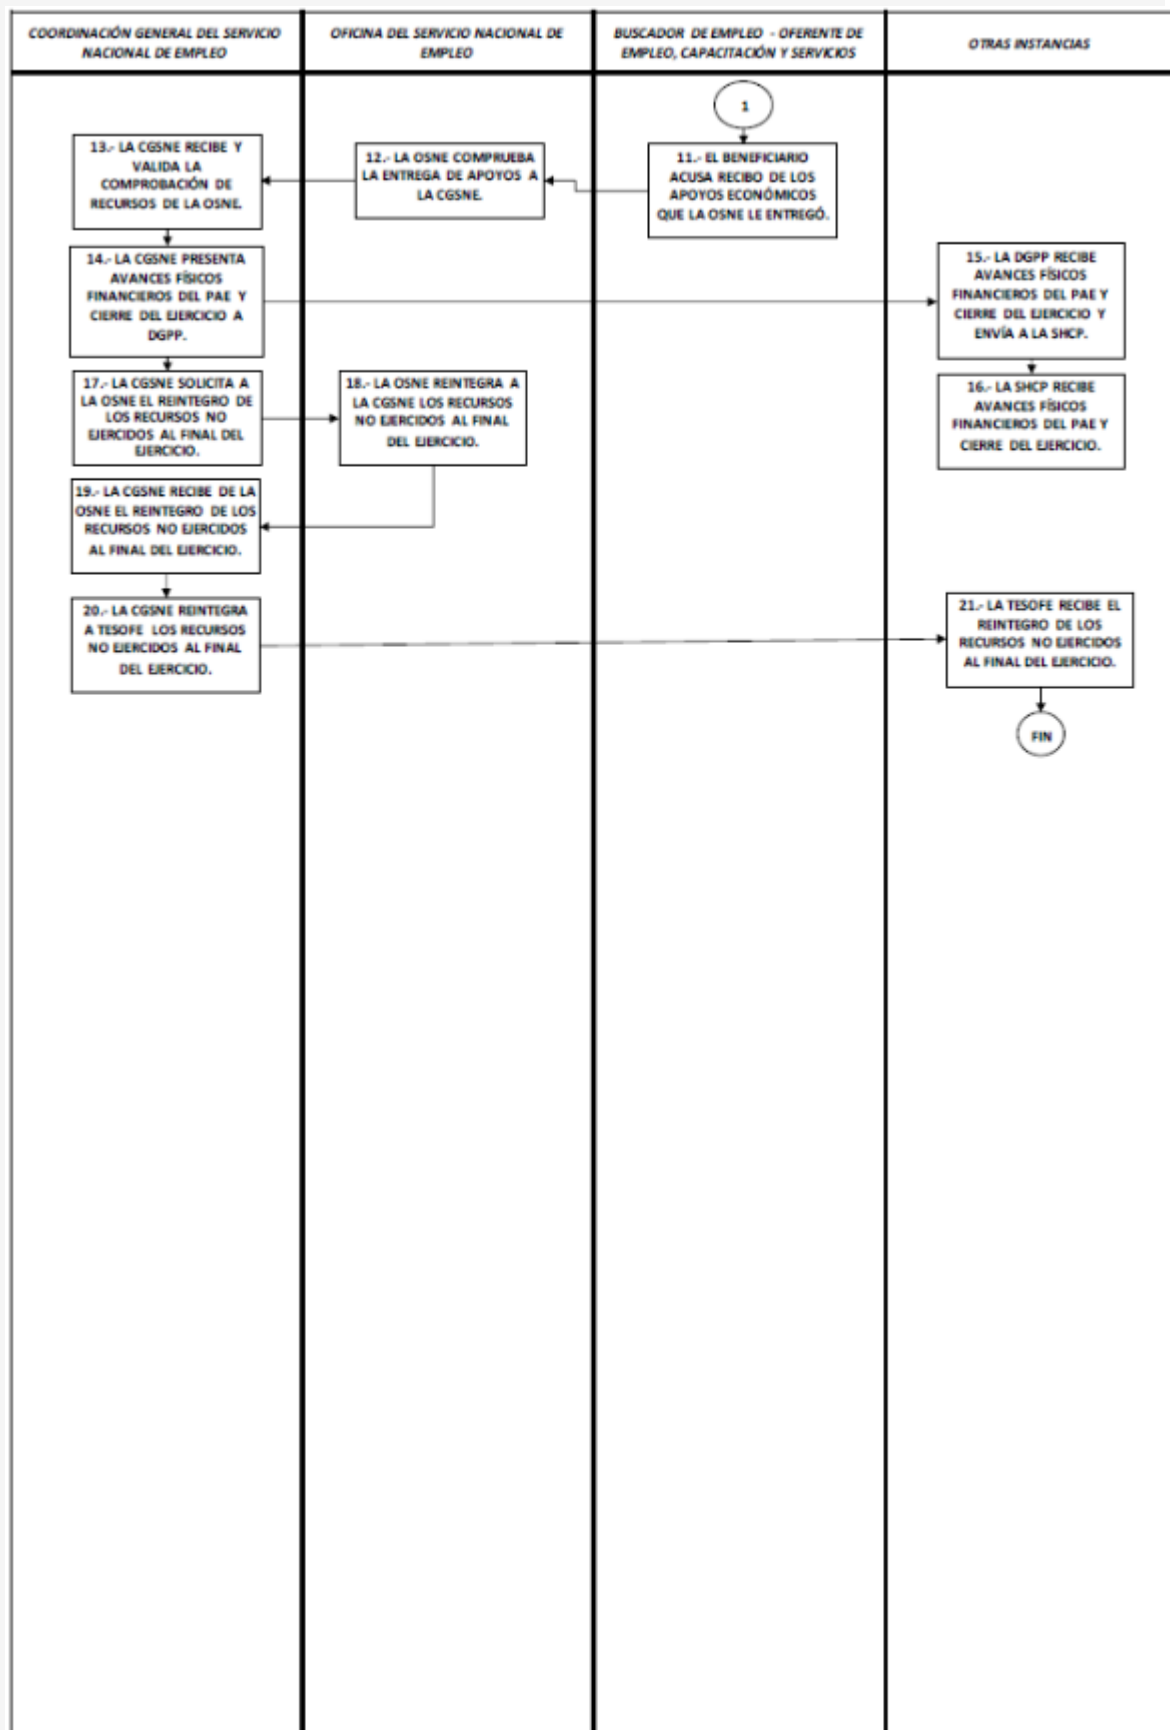 COORDINACIÓN GENERAL DEL SERVICIO
NACIONAL DE EMPLEO
OFICINA DEL SERVICIO NACIONAL DE
EMPLEO
BUSCADOR DE EMPLEO - OFERENTE DE
EMPLEO, CAPACITACIÓN Y SERVICIOS
OTRAS INSTANCIAS
1
11.- EL BENEFICIARIO
ACUSA RECIBO DE LOS
APOYOS ECONÓMICOS
QUE LA OSNE LE ENTREGÓ.
12.- LA OSNE COMPRUEBA
LA ENTREGA DE APOYOS A
LA CGSNE.
13.- LA CGSNE RECIBE Y
VALIDA LA
COMPROBACIÓN DE
RECURSOS DE LA OSNE.
14.- LA CGSNE PRESENTA
AVANCES FÍSICOS
FINANCIEROS DEL PAE Y
CIERRE DEL EJERCICIO A
DGPP.
15.- LA DGPP RECIBE
AVANCES FÍSICOS
FINANCIEROS DEL PAE Y
CIERRE DEL EJERCICIO Y
ENVÍA A LA SHCP.
16.- LA SHCP RECIBE
AVANCES FÍSICOS
FINANCIEROS DEL PAE Y
CIERRE DEL EJERCICIO.
17.- LA CGSNE SOLICITA A
LA OSNE EL REINTEGRO DE
LOS RECURSOS NO
EJERCIDOS AL FINAL DEL
EJERCICIO.
18.- LA OSNE REINTEGRA A
LA CGSNE LOS RECURSOS
NO EJERCIDOS AL FINAL
DEL EJERCICIO.
19.- LA CGSNE RECIBE DE LA
OSNE EL REINTEGRO DE LOS
RECURSOS NO EJERCIDOS
AL FINAL DEL EJERCICIO.
20.- LA CGSNE REINTEGRA
A TESOFE LOS RECURSOS
NO EJERCIDOS AL FINAL
DEL EJERCICIO.
21.- LA TESOFE RECIBE EL
REINTEGRO DE LOS
RECURSOS NO EJERCIDOS
AL FINAL DEL EJERCICIO.
FIN